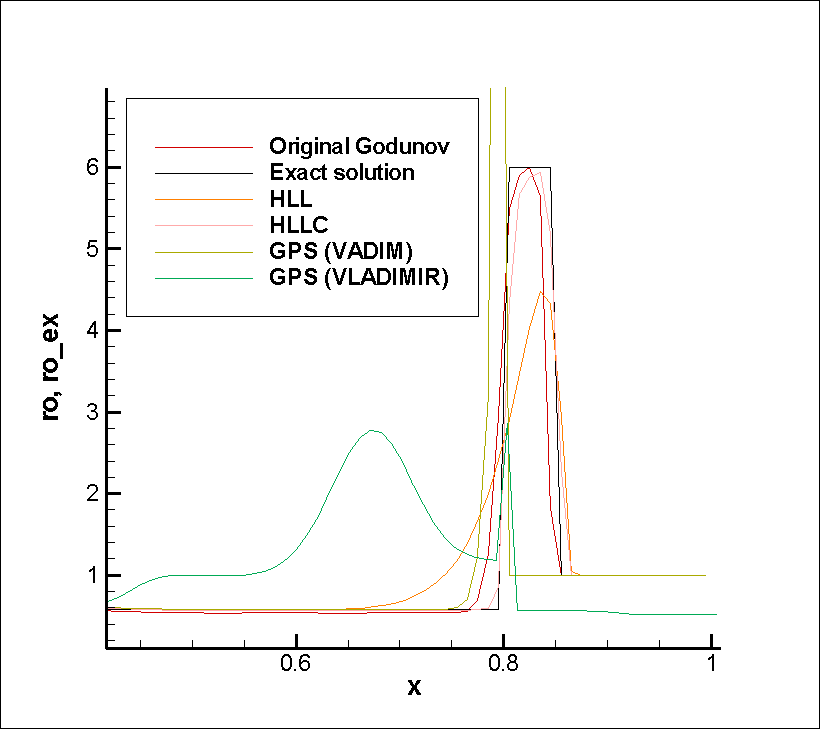 Original Godunov
Exact solution
HLL
HLLC
GPS (VADIM)
GPS (VLADIMIR)
6
5
4
3
2
1
ro, ro_ex
0.6
0.8
1
x